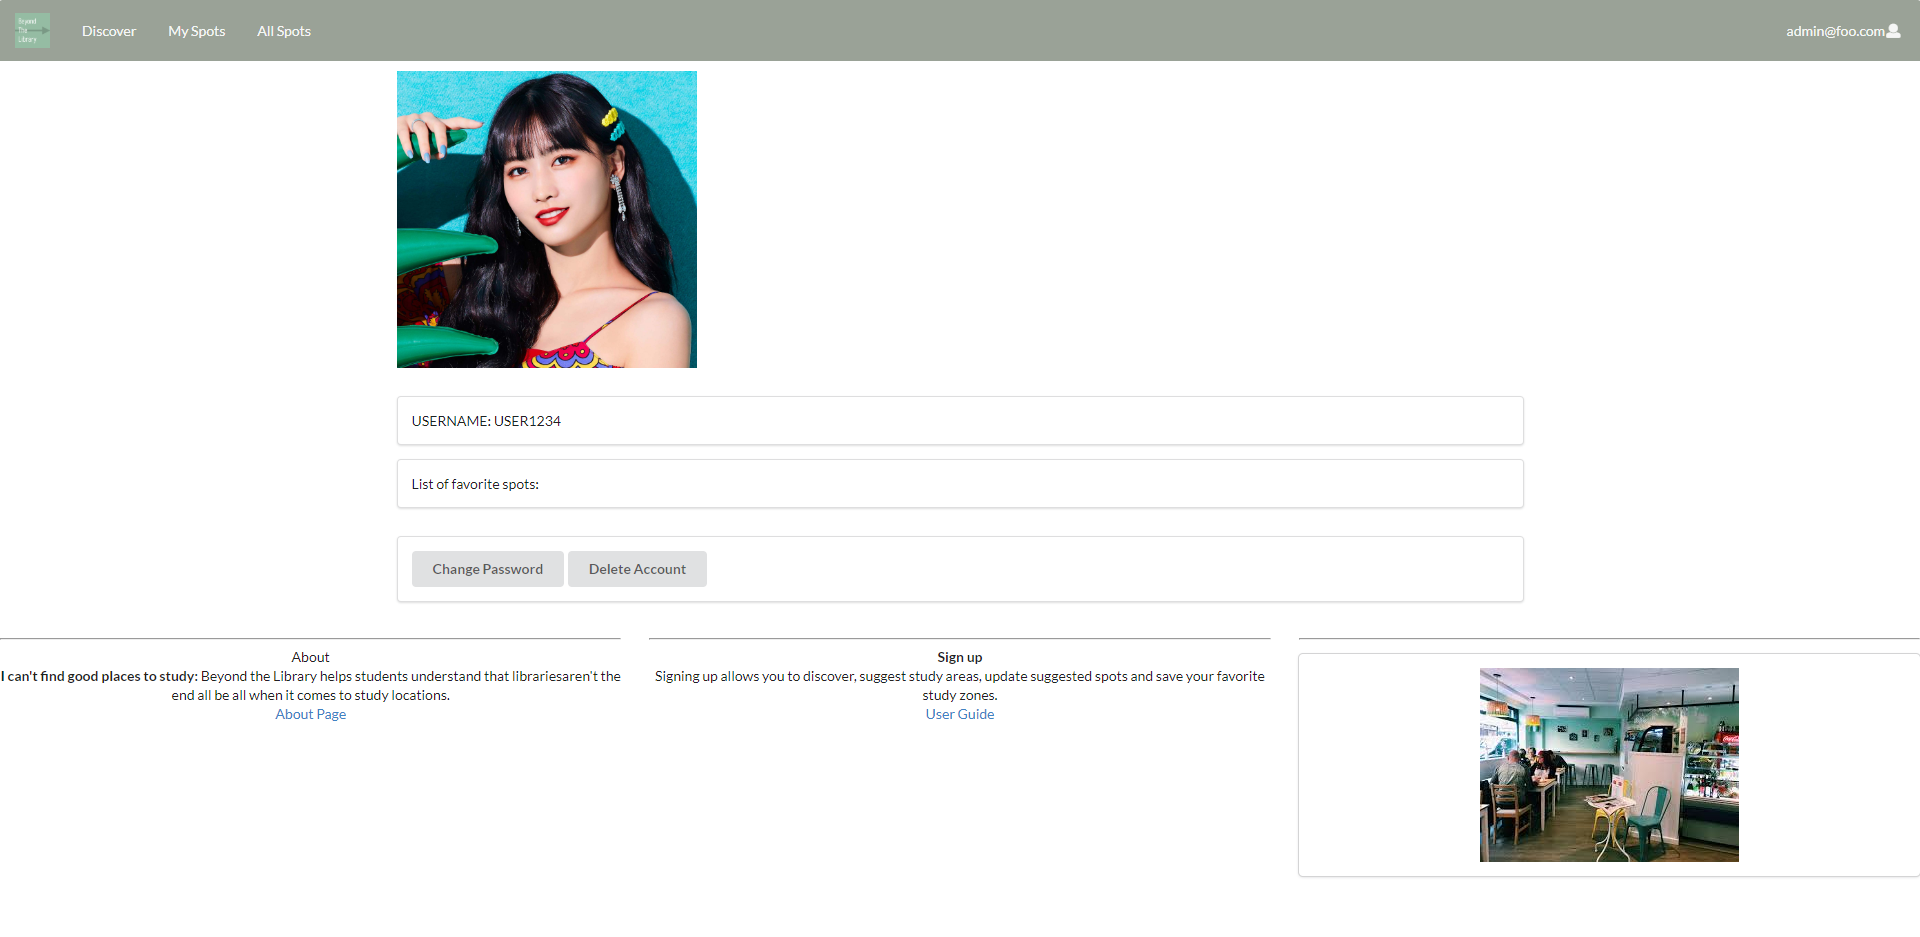 Beyond
The
Library
Discover
My Spots
All Spots
admin@foo.com
USERNAME: USER1234
List of favorite spots:
Change Password
Delete Account
About
I can't find good places to study: Beyond the Library helps students understand that librariesaren't the
end all be all when it comes to study locations.
About Page
Sign up
Signing up allows you to discover, suggest study areas, update suggested spots and save your favorite
study zones.
User Guide